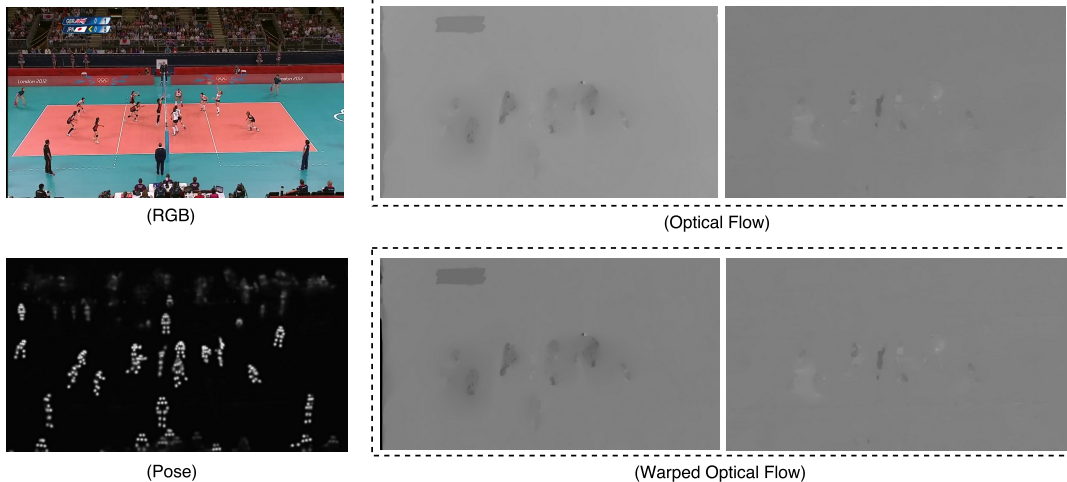 London 2012
London 2012
(RGB)
(Optical Flow)
(Pose)
(Warped Optical Flow)